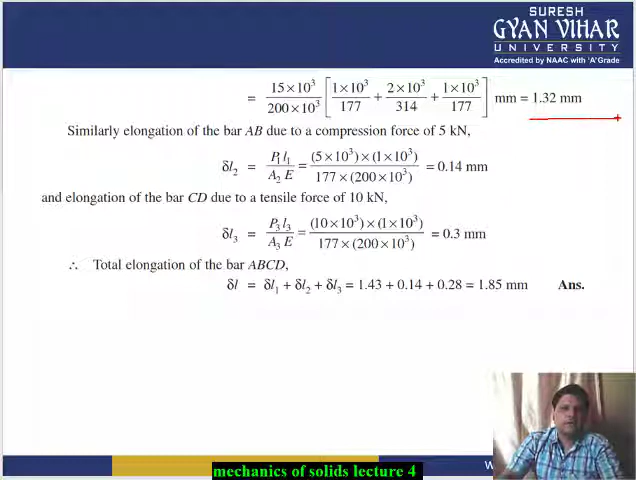 SURESH
GYAN VIHAR
UNIVERSITY
Accredited by NAAC with 'A' Grade
= 15×10³/200×10³ [1×10³/177 + 2×10³/314 + 1×10³/177] mm = 1.32 mm
Similarly elongation of the bar AB due to a compression force of 5 kN,
δl₂ = P₁l₁/A₂E = (5×10³)×(1×10³)/177×(200×10³) = 0.14 mm
and elongation of the bar CD due to a tensile force of 10 kN,
δl₃ = P₃l₃/A₃E = (10×10³)×(1×10³)/177×(200×10³) = 0.3 mm
∴ Total elongation of the bar ABCD,
δl = δl₁ + δl₂ + δl₃ = 1.43 + 0.14 + 0.28 = 1.85 mm Ans.
mechanics of solids lecture 4